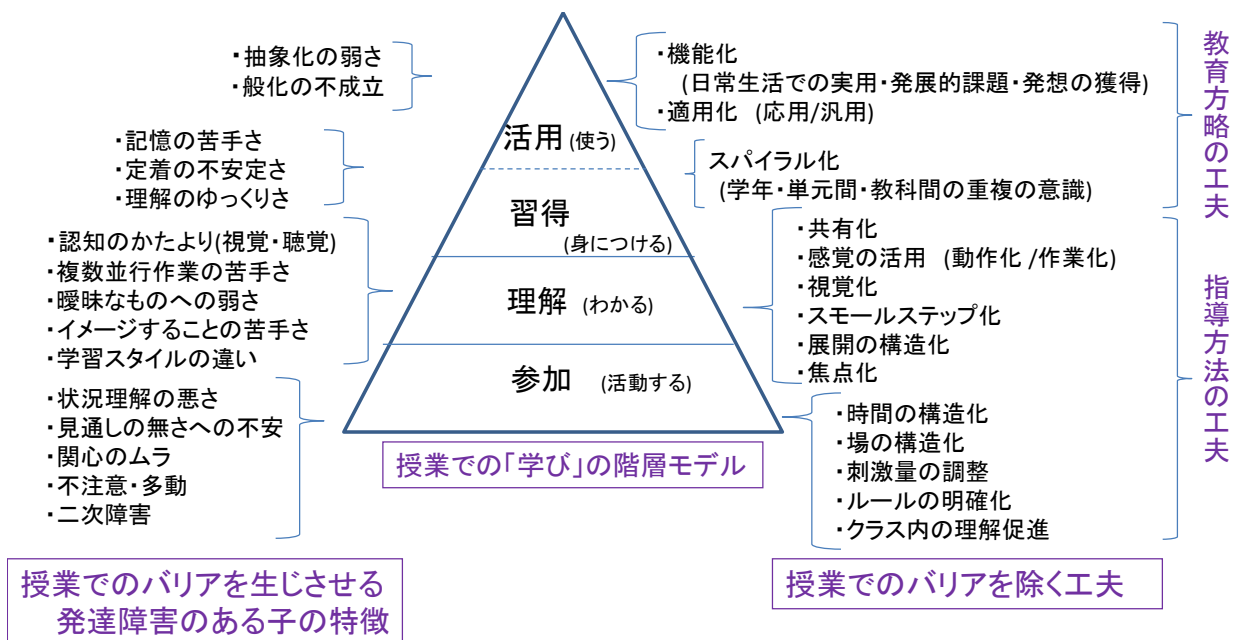 ・抽象化の弱さ
・般化の不成立
・記憶の苦手さ
・定着の不安定さ
・理解のゆっくりさ
・認知のかたより(視覚・聴覚)
・複数並行作業の苦手さ
・曖昧なものへの弱さ
・イメージすることの苦手さ
・学習スタイルの違い
・状況理解の悪さ
・見通しの無さへの不安
・関心のムラ
・不注意・多動
・二次障害
授業でのバリアを生じさせる
発達障害のある子の特徴
活用(使う)
習得
(身につける)
理解 (わかる)
参加 (活動する)
授業での「学び」の階層モデル
・機能化
(日常生活での実用・発展的課題・発想の獲得)
・適用化 (応用/汎用)
スパイラル化
(学年・単元間・教科間の重複の意識)
・共有化
・感覚の活用 (動作化 /作業化)
・視覚化
・スモールステップ化
・展開の構造化
・焦点化
・時間の構造化
・場の構造化
・刺激量の調整
・ルールの明確化
・クラス内の理解促進
授業でのバリアを除く工夫
教育方略の工夫
指導方法の工夫